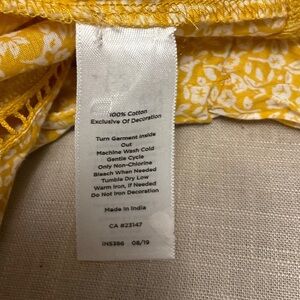 100% Cotton
Exclusive Of Decoration
Turn Garment Inside
Out
Machine Wash Cold
Gentle Cycle
Only Non-Chlorine
Bleach When Needed
Tumble Dry Low
Warm Iron, If Needed
Do Not Iron Decoration
Made In India
CA #23147
IN5386 08/19